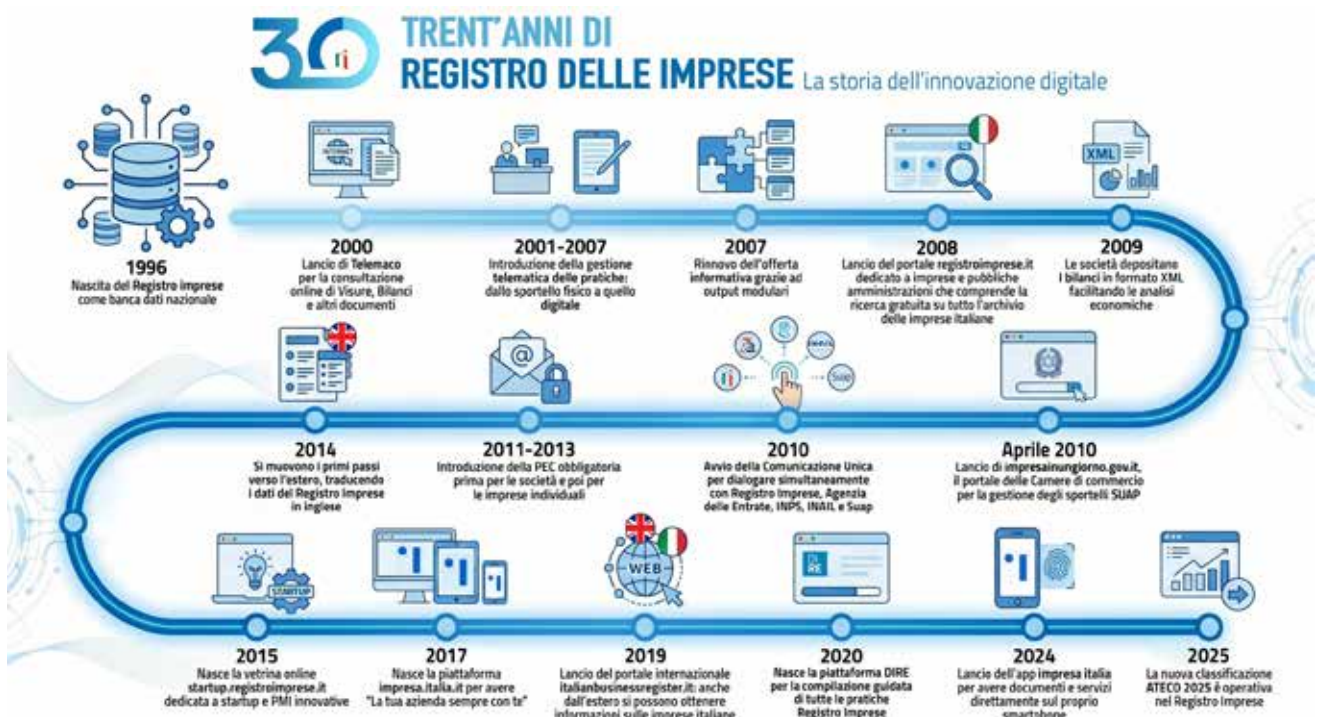 30
ri
TRENT'ANNI DI
REGISTRO DELLE IMPRESE La storia dell'innovazione digitale
1996
Nascita del Registro imprese
come banca dati nazionale
INTERNET
2000
Lancio di Telemaco
per la consultazione
online di Visure, Bilanci
e altri documenti
2001-2007
Introduzione della gestione
telematica delle pratiche:
dallo sportello fisico a quello
digitale
2007
Rinnovo dell'offerta
informativa grazie ad
output modulari
2008
Lancio del portale registroimprese.it
dedicato a imprese e pubbliche
amministrazioni che comprende la
ricerca gratuita su tutto l'archivio
delle imprese italiane
XML
2009
Le società depositano
i bilanci in formato XML
facilitando le analisi
economiche
2014
Si muovono i primi passi
verso l'estero, traducendo
i dati del Registro Imprese
in inglese
@
2011-2013
Introduzione della PEC obbligatoria
prima per le società e poi per
le imprese individuali
ri
Suap
2010
Avvio della Comunicazione Unica
per dialogare simultaneamente
con Registro Imprese, Agenzia
delle Entrate, INPS, INAIL e Suap
Aprile 2010
Lancio di impresainungiorno.gov.it,
il portale delle Camere di commercio
per la gestione degli sportelli SUAP
STARTUP
2015
Nasce la vetrina online
startup.registroimprese.it
dedicata a startup e PMI innovative
2017
Nasce la piattaforma
impresa.italia.it per avere
"La tua azienda sempre con te"
WEB
2019
Lancio del portale internazionale
italianbusinessregister.it: anche
dall'estero si possono ottenere
informazioni sulle imprese italiane
DI
RE
2020
Nasce la piattaforma DIRE
per la compilazione guidata
di tutte le pratiche
Registro Imprese
2024
Lancio dell'app impresa italia
per avere documenti e servizi
direttamente sul proprio
smartphone
2025
La nuova classificazione
ATECO 2025 è operativa
nel Registro Imprese